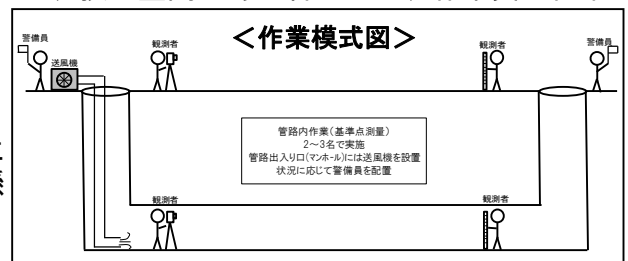 ＜作業模式図＞
警備員
送風機
観測者
観測者
警備員
管路内作業(基準点測量)
2～3名で実施
管路出入り口(マンホール)には送風機を設置
状況に応じて警備員を配置
観測者
観測者